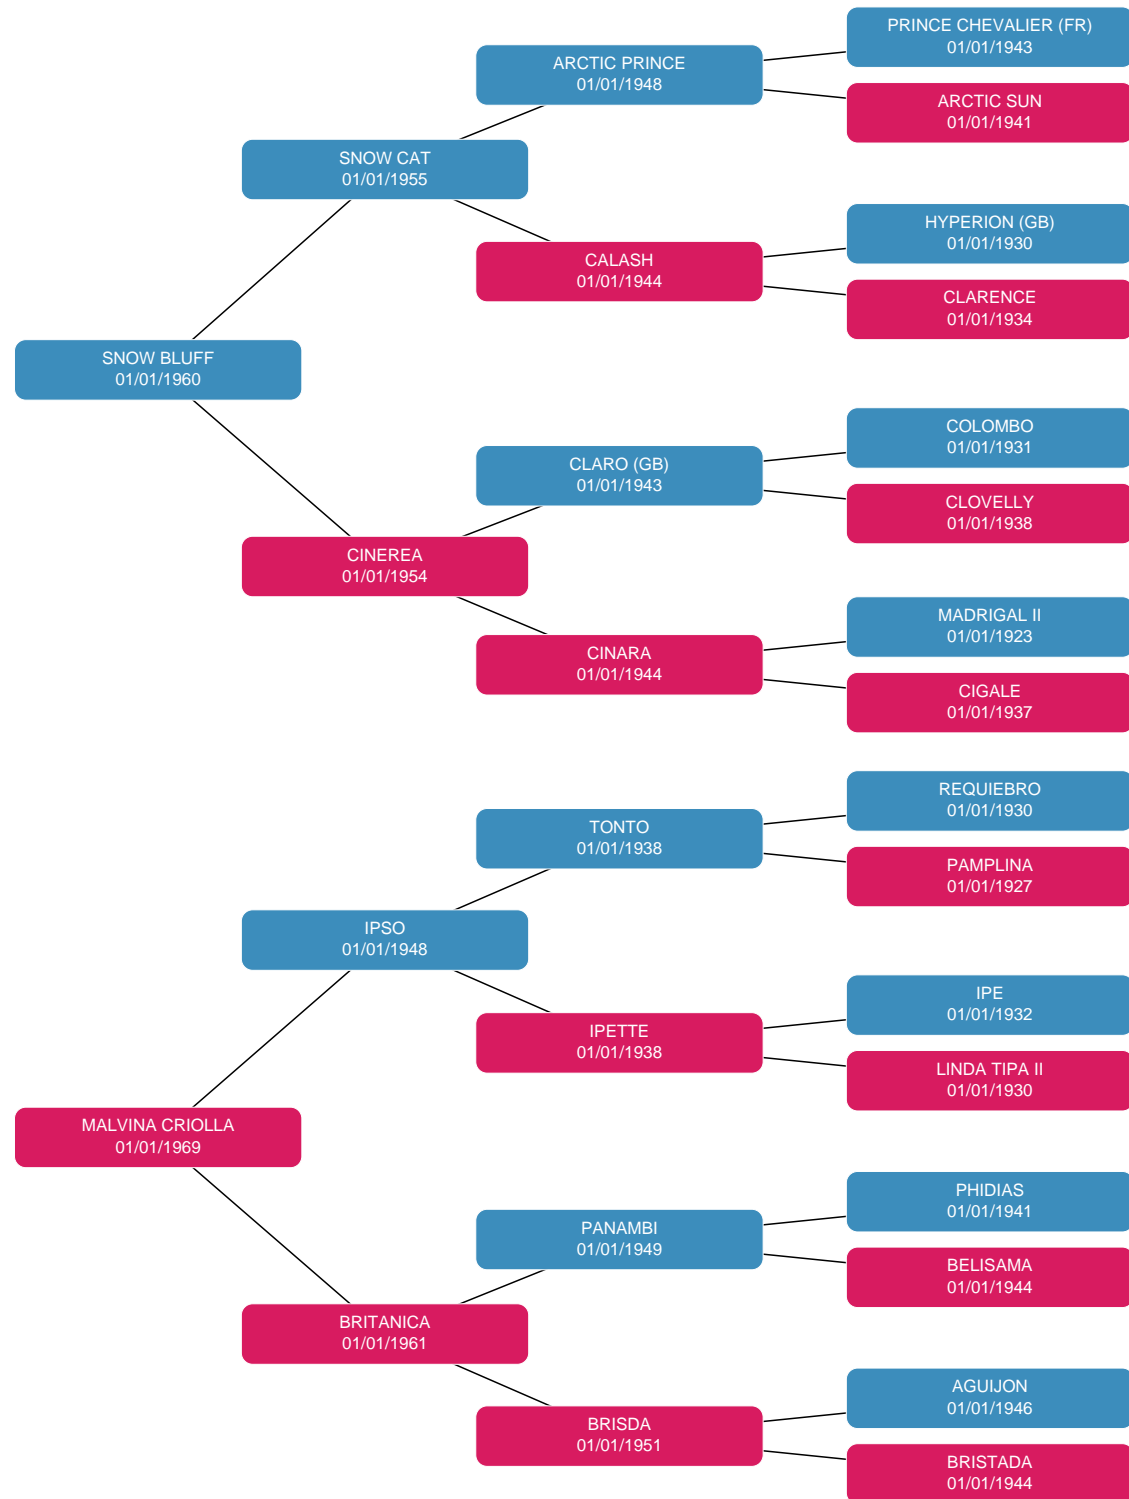 PRINCE CHEVALIER (FR)
01/01/1943
ARCTIC PRINCE
01/01/1948
ARCTIC SUN
01/01/1941
SNOW CAT
01/01/1955
HYPERION (GB)
01/01/1930
CALASH
01/01/1944
CLARENCE
01/01/1934
SNOW BLUFF
01/01/1960
COLOMBO
01/01/1931
CLARO (GB)
01/01/1943
CLOVELLY
01/01/1938
CINEREA
01/01/1954
MADRIGAL II
01/01/1923
CINARA
01/01/1944
CIGALE
01/01/1937
REQUIEBRO
01/01/1930
TONTO
01/01/1938
PAMPLINA
01/01/1927
IPSO
01/01/1948
IPE
01/01/1932
IPETTE
01/01/1938
LINDA TIPA II
01/01/1930
MALVINA CRIOLLA
01/01/1969
PHIDIAS
01/01/1941
PANAMBI
01/01/1949
BELISAMA
01/01/1944
BRITANICA
01/01/1961
AGUIJON
01/01/1946
BRISDA
01/01/1951
BRISTADA
01/01/1944